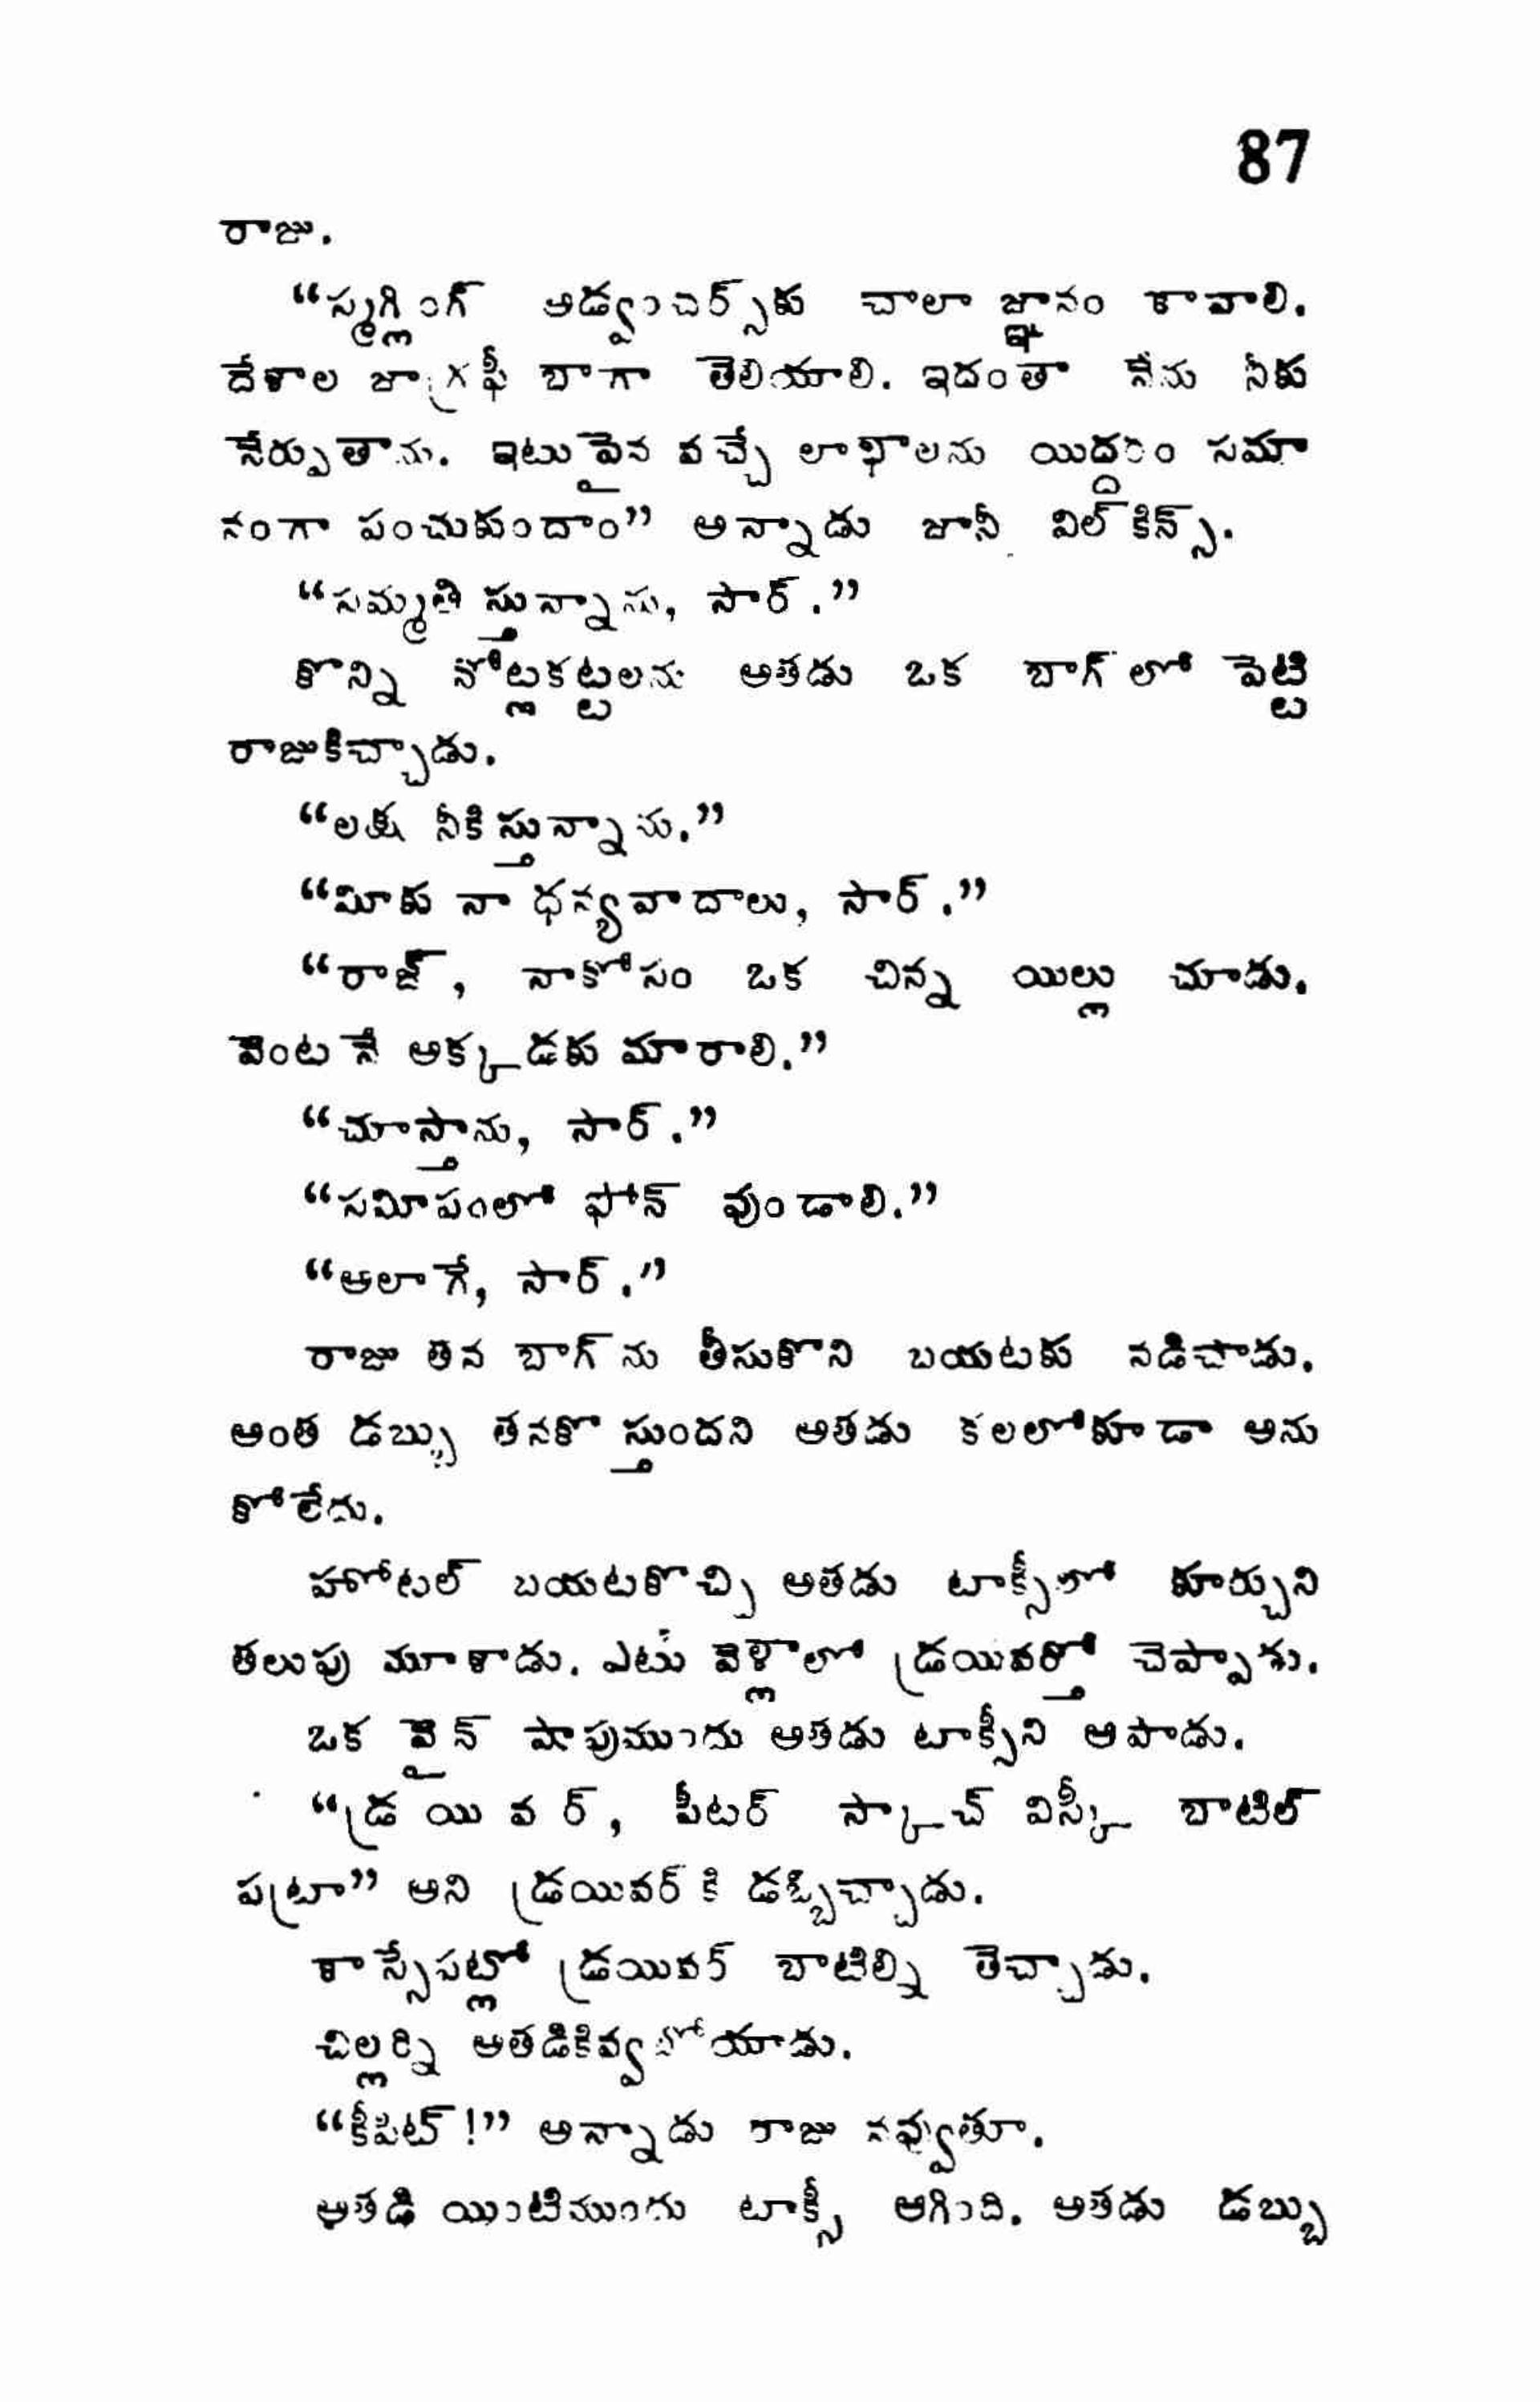 87
రాజు.
“స్మగ్లింగ్ అడ్వాంచర్స్‌కు చాలా జ్ఞానం కావాలి.
దేశాల జాగ్రఫీ బాగా తెలియాలి. ఇదంతా నేను నీకు
నేర్పుతాను. ఇటుపైన వచ్చే లాభాలను యిద్దరం సమా
నంగా పంచుకుందాం” అన్నాడు జానీ విల్‌కిన్స్.
“సమ్మతిస్తున్నాను, సార్.”
కొన్ని నోట్లకట్టలను అతడు ఒక బాగ్‌లో పెట్టి
రాజుకిచ్చాడు.
“లక్ష నీకిస్తున్నాను.”
“మీకు నా ధన్యవాదాలు, సార్.”
“రాజ్, నాకోసం ఒక చిన్న యిల్లు చూడు.
వెంటనే అక్కడకు మారాలి.”
“చూస్తాను, సార్.”
“సమీపంలో ఫోన్ వుండాలి.”
“అలాగే, సార్.”
రాజు తన బాగ్‌ను తీసుకొని బయటకు నడిచాడు.
అంత డబ్బు తనకొస్తుందని అతడు కలలోకూడా అను
కోలేదు.
హోటల్ బయటకొచ్చి అతడు టాక్సీలో కూర్చుని
తలుపు మూశాడు. ఎటు వెళ్లాలో డ్రయివర్తో చెప్పాడు.
ఒక వైన్ షాపుముందు అతడు టాక్సీని ఆపాడు.
“డ్రయివర్, పీటర్ స్కాచ్ విస్కీ బాటిల్
పట్రా” అని డ్రయివర్‌కి డబ్బిచ్చాడు.
కాస్సేపట్లో డ్రయివర్ బాటిల్ని తెచ్చాడు.
చిల్లర్ని అతడికివ్వబోయాడు.
“కీపిట్!” అన్నాడు రాజు నవ్వుతూ.
అతడి యింటిముందు టాక్సీ ఆగింది. అతడు డబ్బు